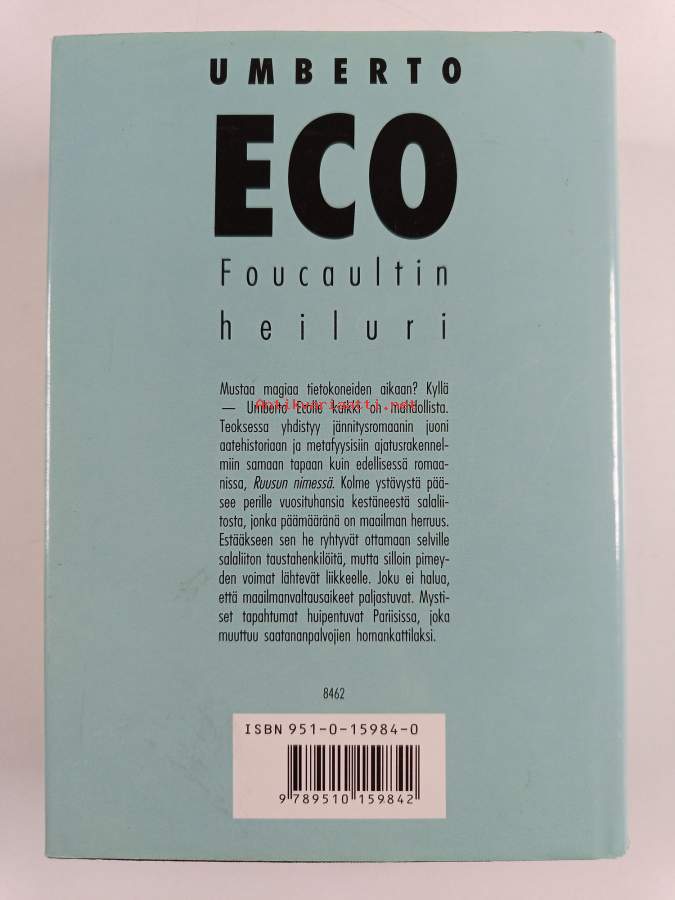 UMBERTO
ECO
Foucaultin
heiluri
Mustaa magiaa tietokoneiden aikaan? Kyllä
— Umberto Ecolle kaikki on mahdollista.
Antikvariaatti.net
Teoksessa yhdistyy jännitysromaanin juoni
aatehistoriaan ja metafyysisiin ajatusrakennel-
miin samaan tapaan kuin edellisessä romaa-
nissa, Ruusun nimessä. Kolme ystävystä pää-
see perille vuosituhansia kestäneestä salalii-
tosta, jonka päämääränä on maailman herruus.
Estääkseen sen he ryhtyvät ottamaan selville
salaliiton taustahenkilöitä, mutta silloin pimey-
den voimat lähtevät liikkeelle. Joku ei halua,
että maailmanvaltausaikeet paljastuvat. Mysti-
set tapahtumat huipentuvat Pariisissa, joka
muuttuu saatananpalvojien homankattilaksi.
8462
ISBN 951-0-15984-0
9 789510 159842